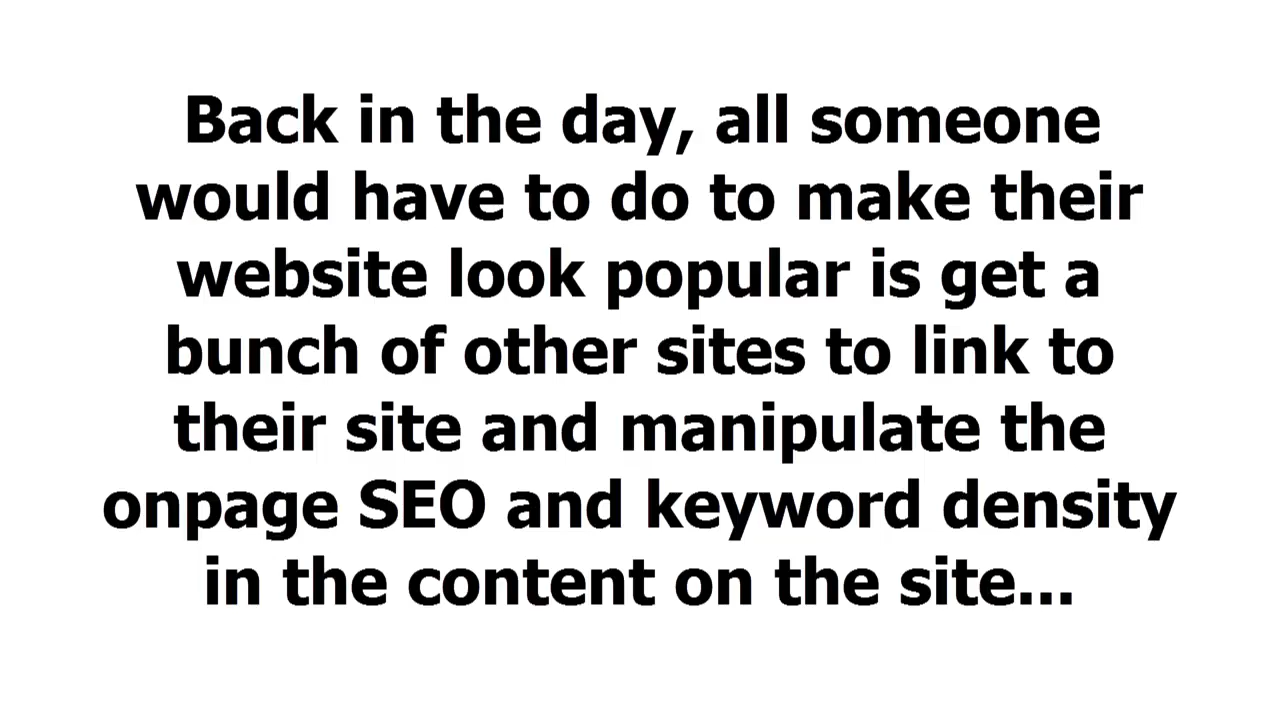 Back in the day, all someone
would have to do to make their
website look popular is get a
bunch of other sites to link to
their site and manipulate the
onpage SEO and keyword density
in the content on the site...